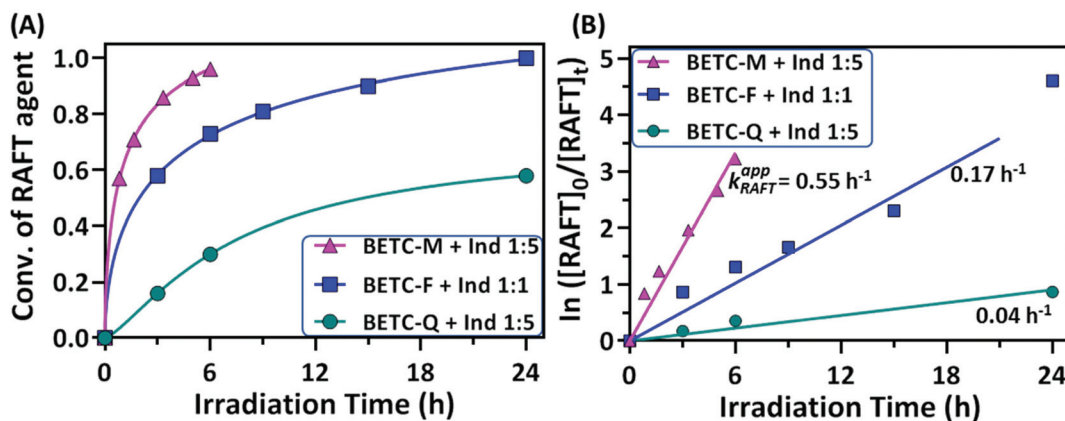 (A)
Conv. of RAFT agent
1.0
0.8
0.6
0.4
0.2
0.0
BETC-M + Ind 1:5
BETC-F + Ind 1:1
BETC-Q + Ind 1:5
0 6 12 18 24
Irradiation Time (h)
(B)
ln ([RAFT]0/[RAFT]t)
5
4
3
2
1
0
BETC-M + Ind 1:5
BETC-F + Ind 1:1
BETC-Q + Ind 1:5
k_RAFT^app = 0.55 h⁻¹
0.17 h⁻¹
0.04 h⁻¹
0 6 12 18 24
Irradiation Time (h)